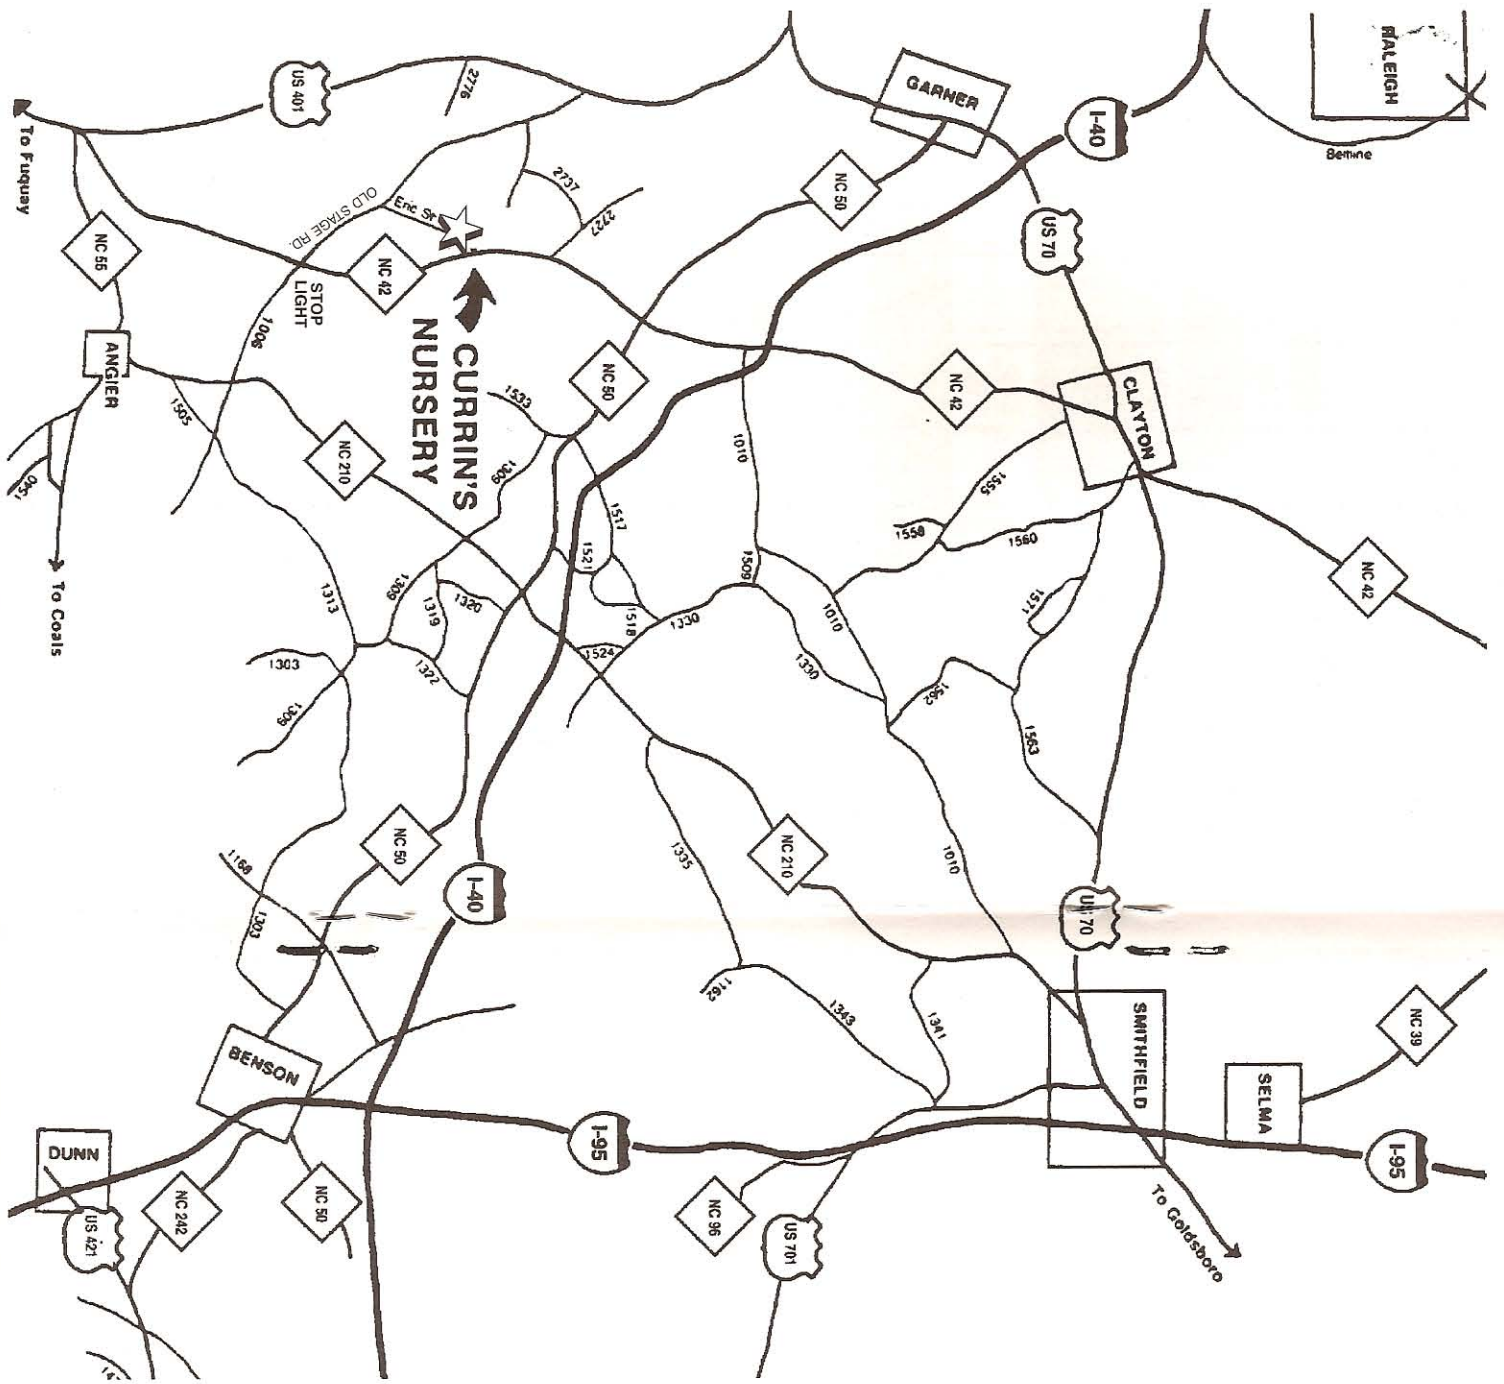 RALEIGH
Beltline
I-40
GARNER
US 401
2776
To Fuquay
NC 50
US 70
2737
2727
OLD STAGE RD.
Eric St
NC 55
NC 42
STOP
LIGHT
1006
CURRIN'S
NURSERY
ANGIER
1505
NC 210
NC 50
1533
1309
NC 42
CLAYTON
1010
1555
1540
To Coats
1517
1521
1558
1560
NC 42
1509
1313
1309
1319
1320
1518
1330
1010
1571
1303
1322
1524
1330
1562
1309
1563
NC 50
1168
1335
NC 210
1010
I-40
1303
US 70
1162
1343
1341
SMITHFIELD
NC 39
SELMA
BENSON
DUNN
I-95
I-95
NC 242
NC 50
NC 96
US 421
US 701
To Goldsboro